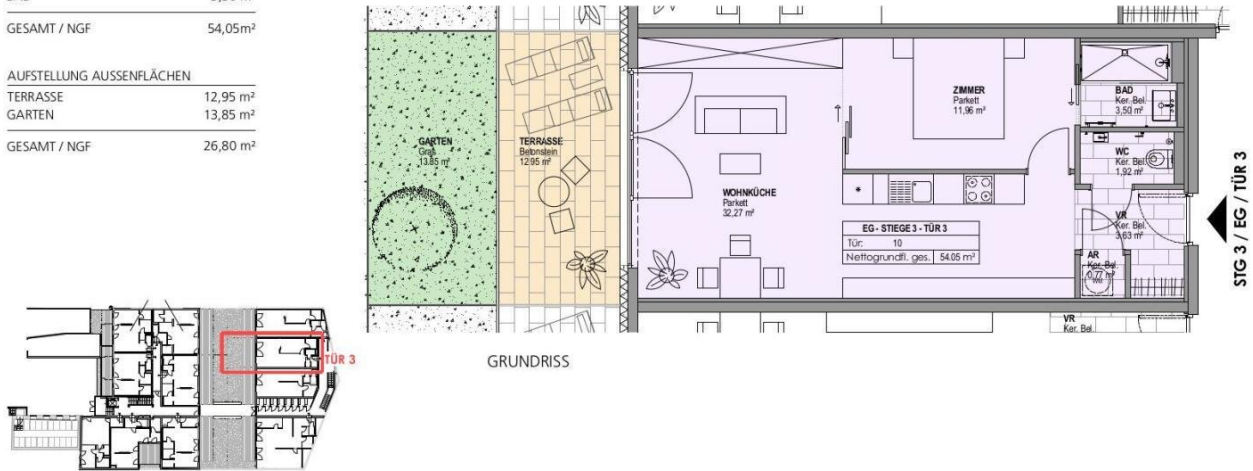 GESAMT / NGF 54,05m²
AUFSTELLUNG AUSSENFLÄCHEN
TERRASSE 12,95 m²
GARTEN 13,85 m²
GESAMT / NGF 26,80 m²
GARTEN
Gras
13.85 m²
TERRASSE
Betonstein
12.95 m²
WOHNKÜCHE
Parkett
32,27 m²
ZIMMER
Parkett
11,96 m²
BAD
Ker. Bel.
3,50 m²
WC
Ker. Bel.
1,92 m²
VR
Ker. Bel.
3,63 m²
AR
Ker. Bel.
0,77 m²
EG - STIEGE 3 - TÜR 3
Tür: 10
Nettogrundfl. ges. 54.05 m²
VR
Ker. Bel.
STG 3 / EG / TÜR 3
GRUNDRISS
TÜR 3